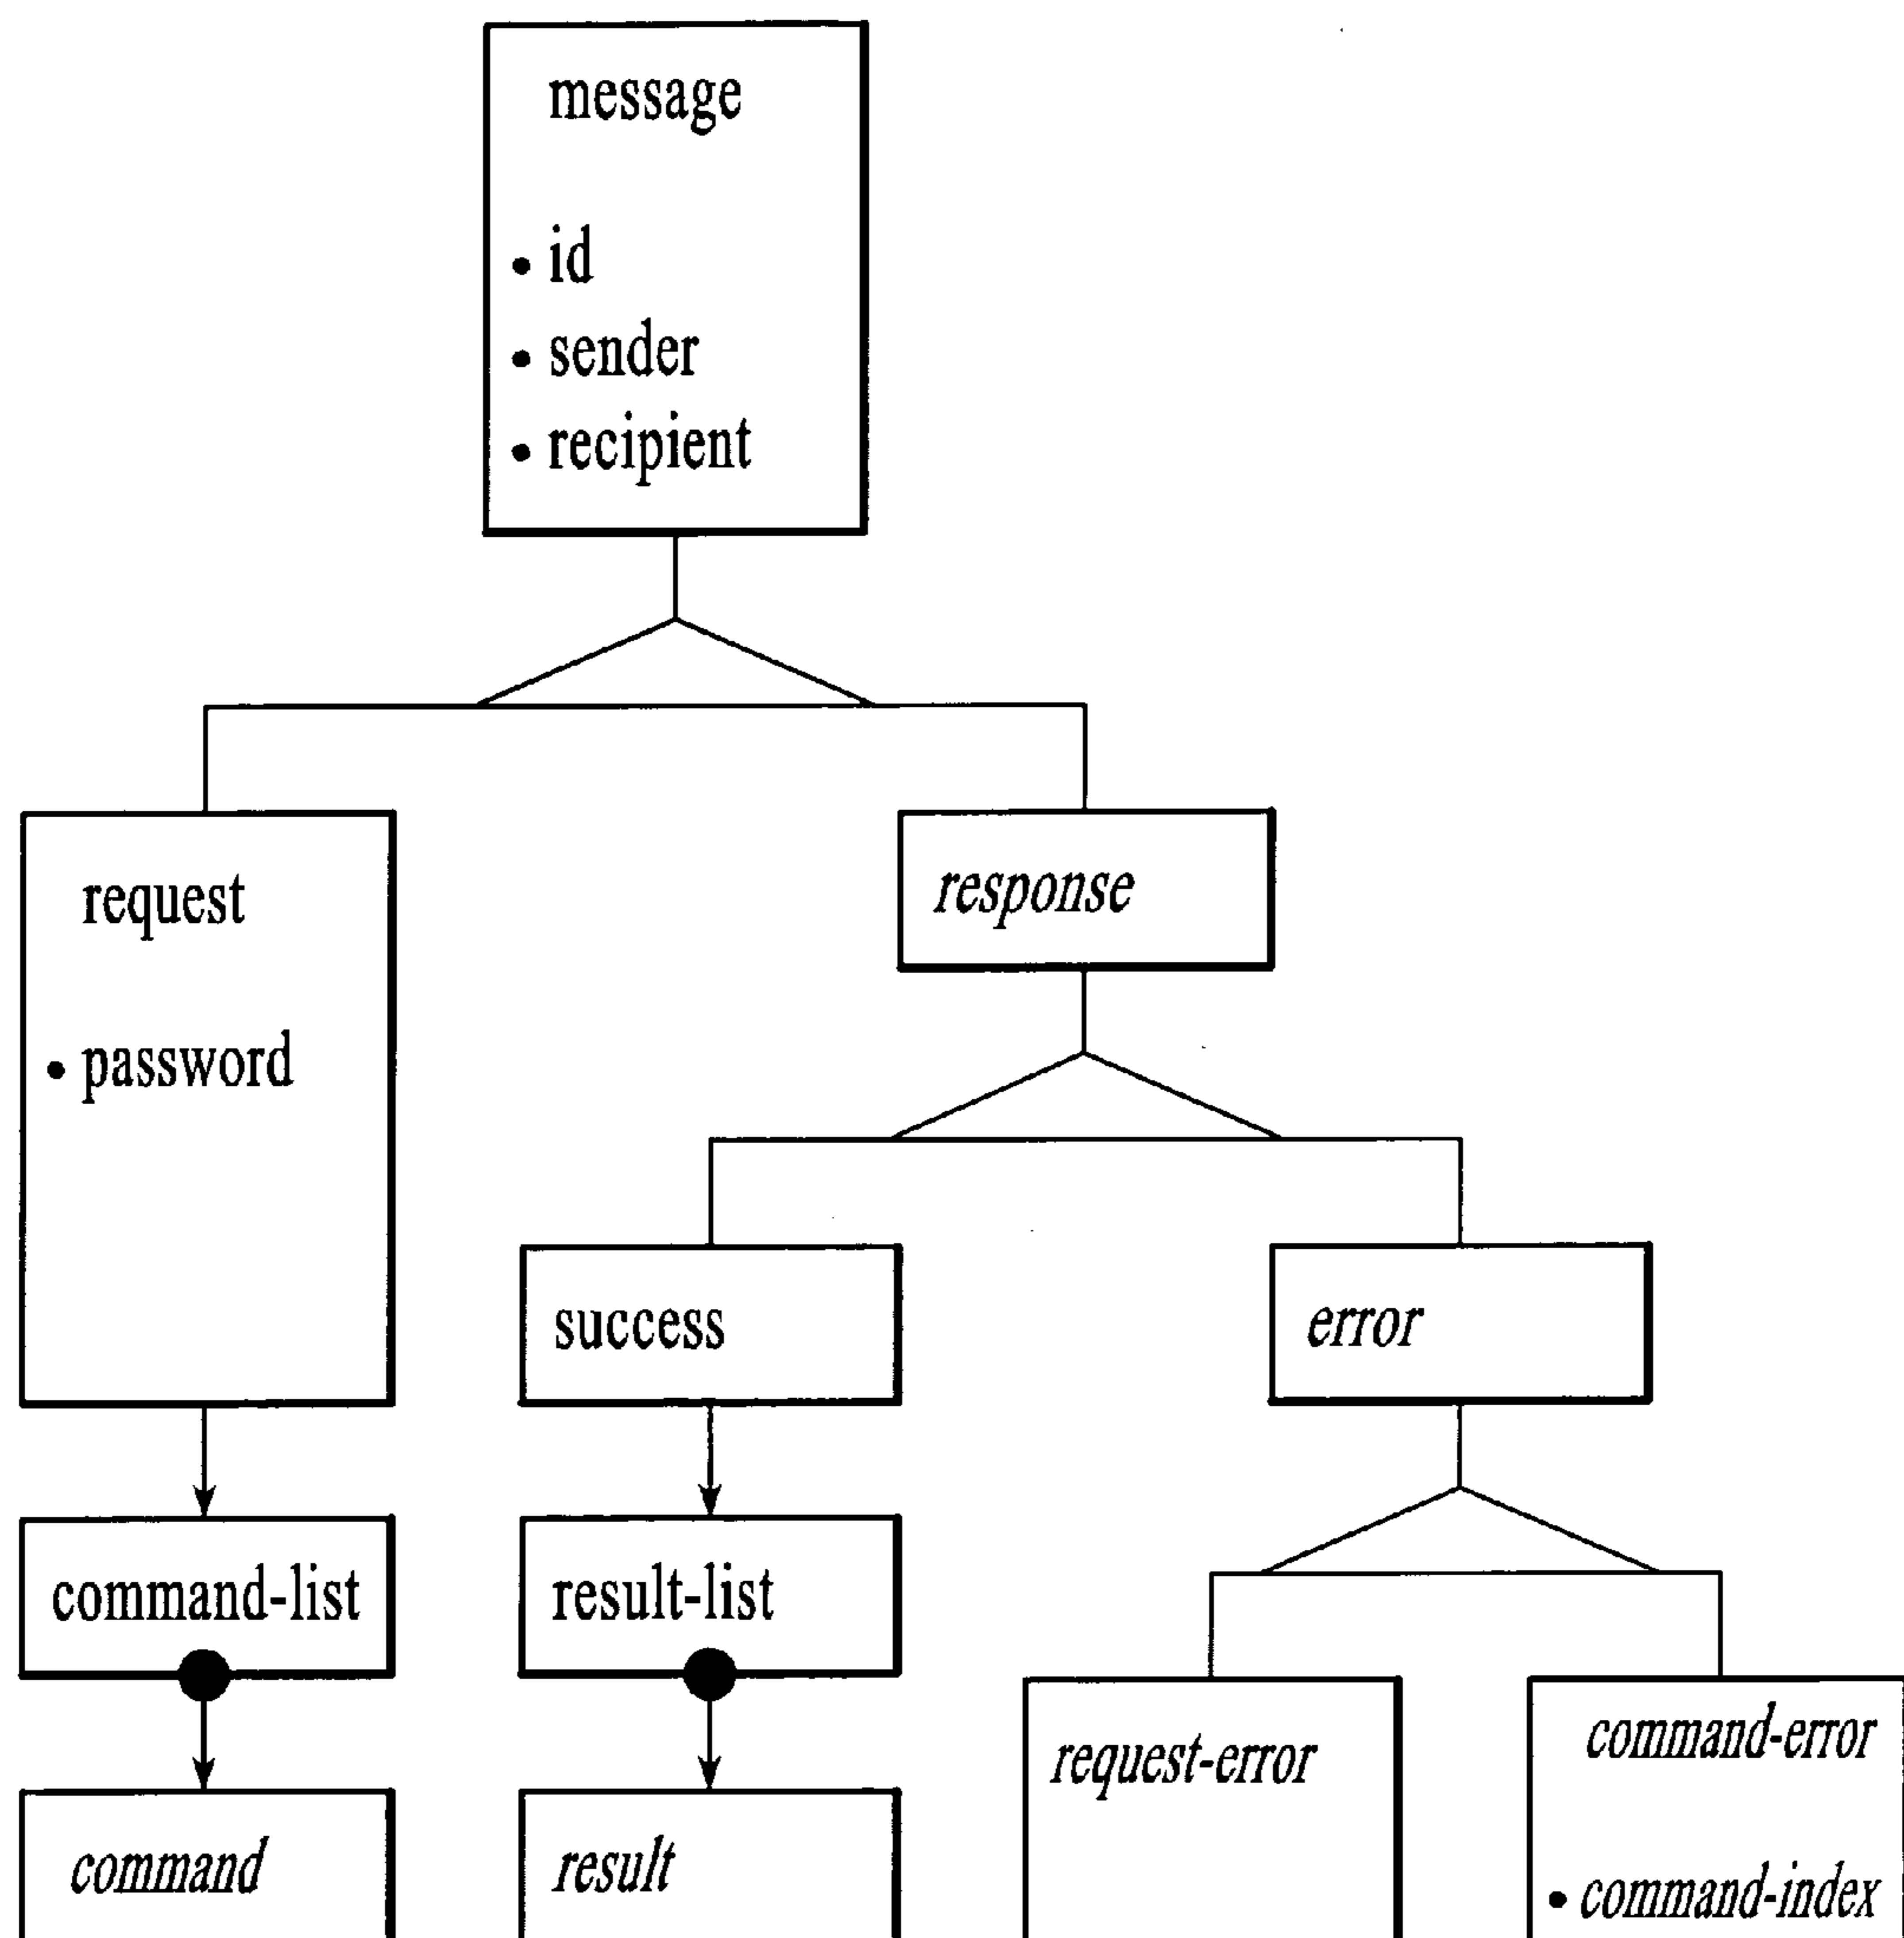 message
• id
• sender
• recipient
request
• password
response
success
error
command-list
result-list
request-error
command-error
• command-index
command
result